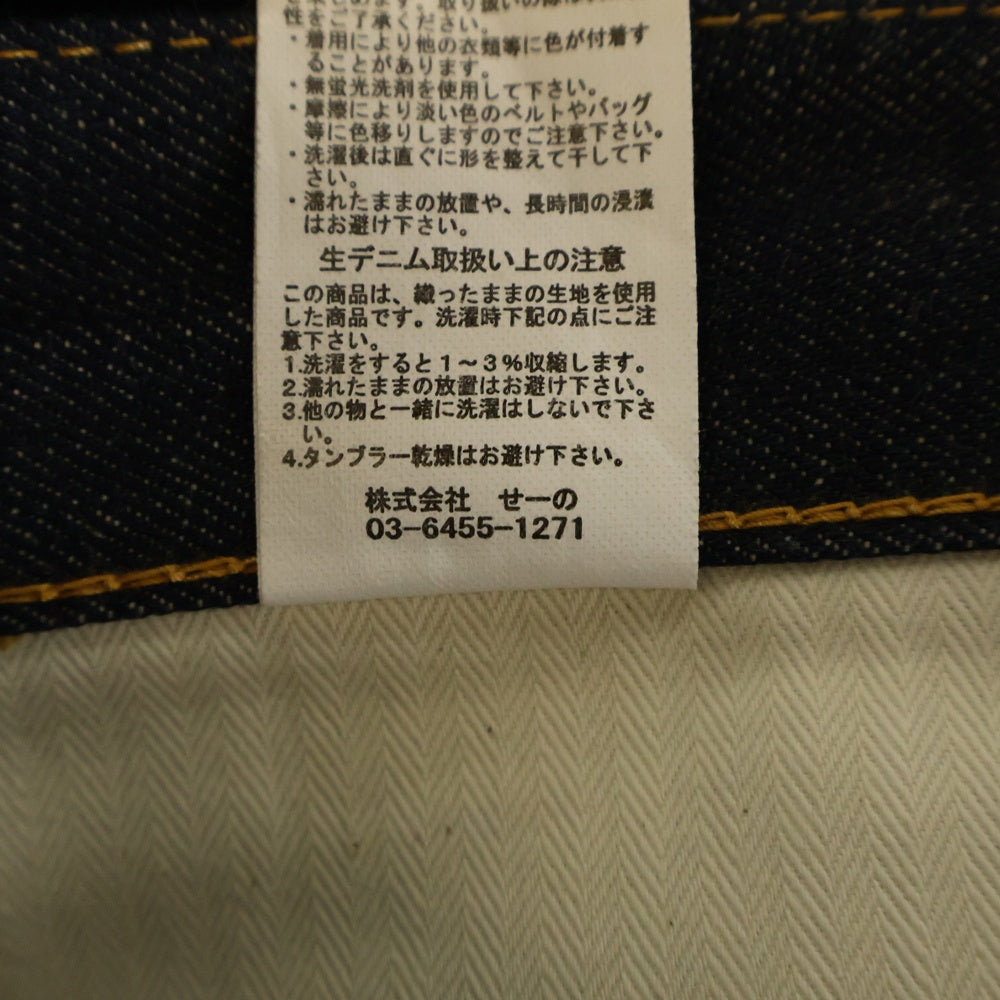 性をご了承ください。
・着用により他の衣類等に色が付着す
ることがあります。
・無蛍光洗剤を使用して下さい。
・摩擦により淡い色のベルトやバッグ
等に色移りしますのでご注意下さい。
・洗濯後は直ぐに形を整えて干して下
さい。
・濡れたままの放置や、長時間の浸漬
はお避け下さい。
生デニム取扱い上の注意
この商品は、織ったままの生地を使用
した商品です。洗濯時下記の点にご注
意下さい。
1.洗濯をすると1～3%収縮します。
2.濡れたままの放置はお避け下さい。
3.他の物と一緒に洗濯はしないで下さ
い。
4.タンブラー乾燥はお避け下さい。
株式会社 せーの
03-6455-1271